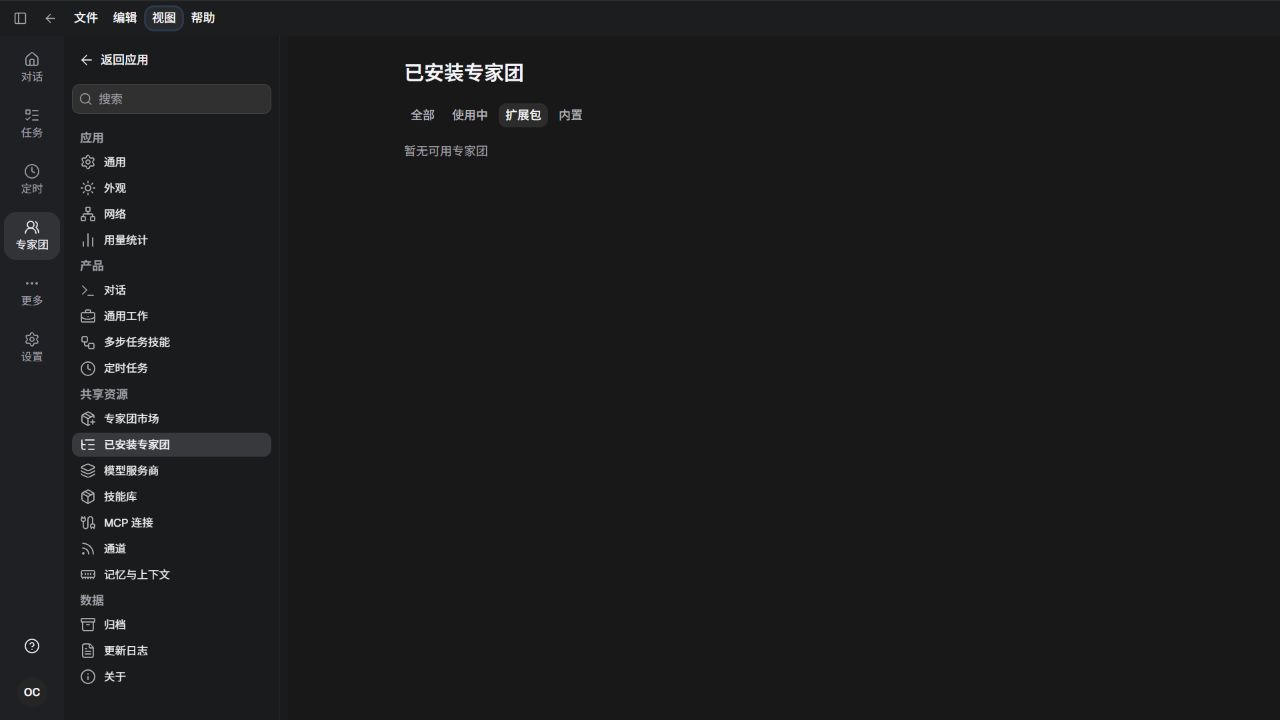 文件 编辑 视图 帮助
对话
任务
定时
专家团
更多
设置
OC
返回应用
搜索
应用
通用
外观
网络
用量统计
产品
对话
通用工作
多步任务技能
定时任务
共享资源
专家团市场
已安装专家团
模型服务商
技能库
MCP 连接
通道
记忆与上下文
数据
归档
更新日志
关于
已安装专家团
全部 使用中 扩展包 内置
暂无可用专家团